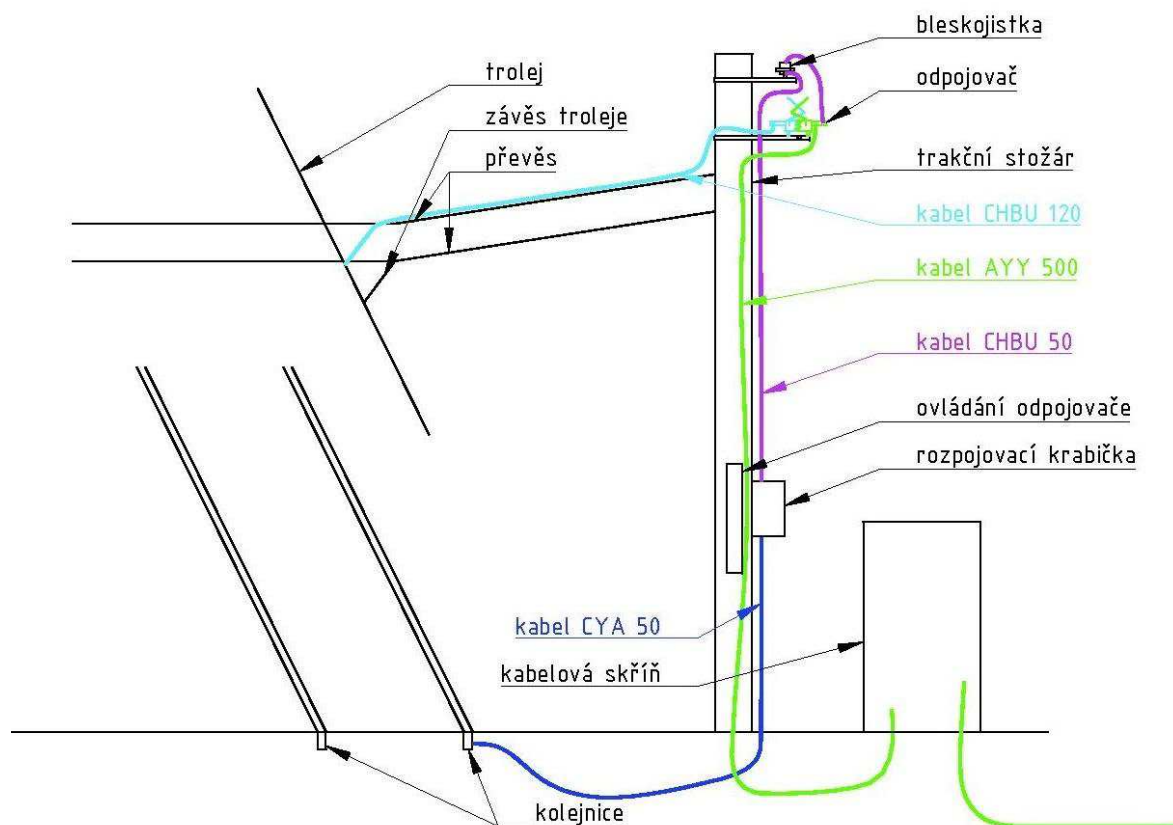 bleskojistka
trolej
odpojovač
závěs troleje
převěs
trakční stožár
kabel CHBU 120
kabel AYY 500
kabel CHBU 50
ovládání odpojovače
rozpojovací krabička
kabel CYA 50
kabelová skříň
kolejnice